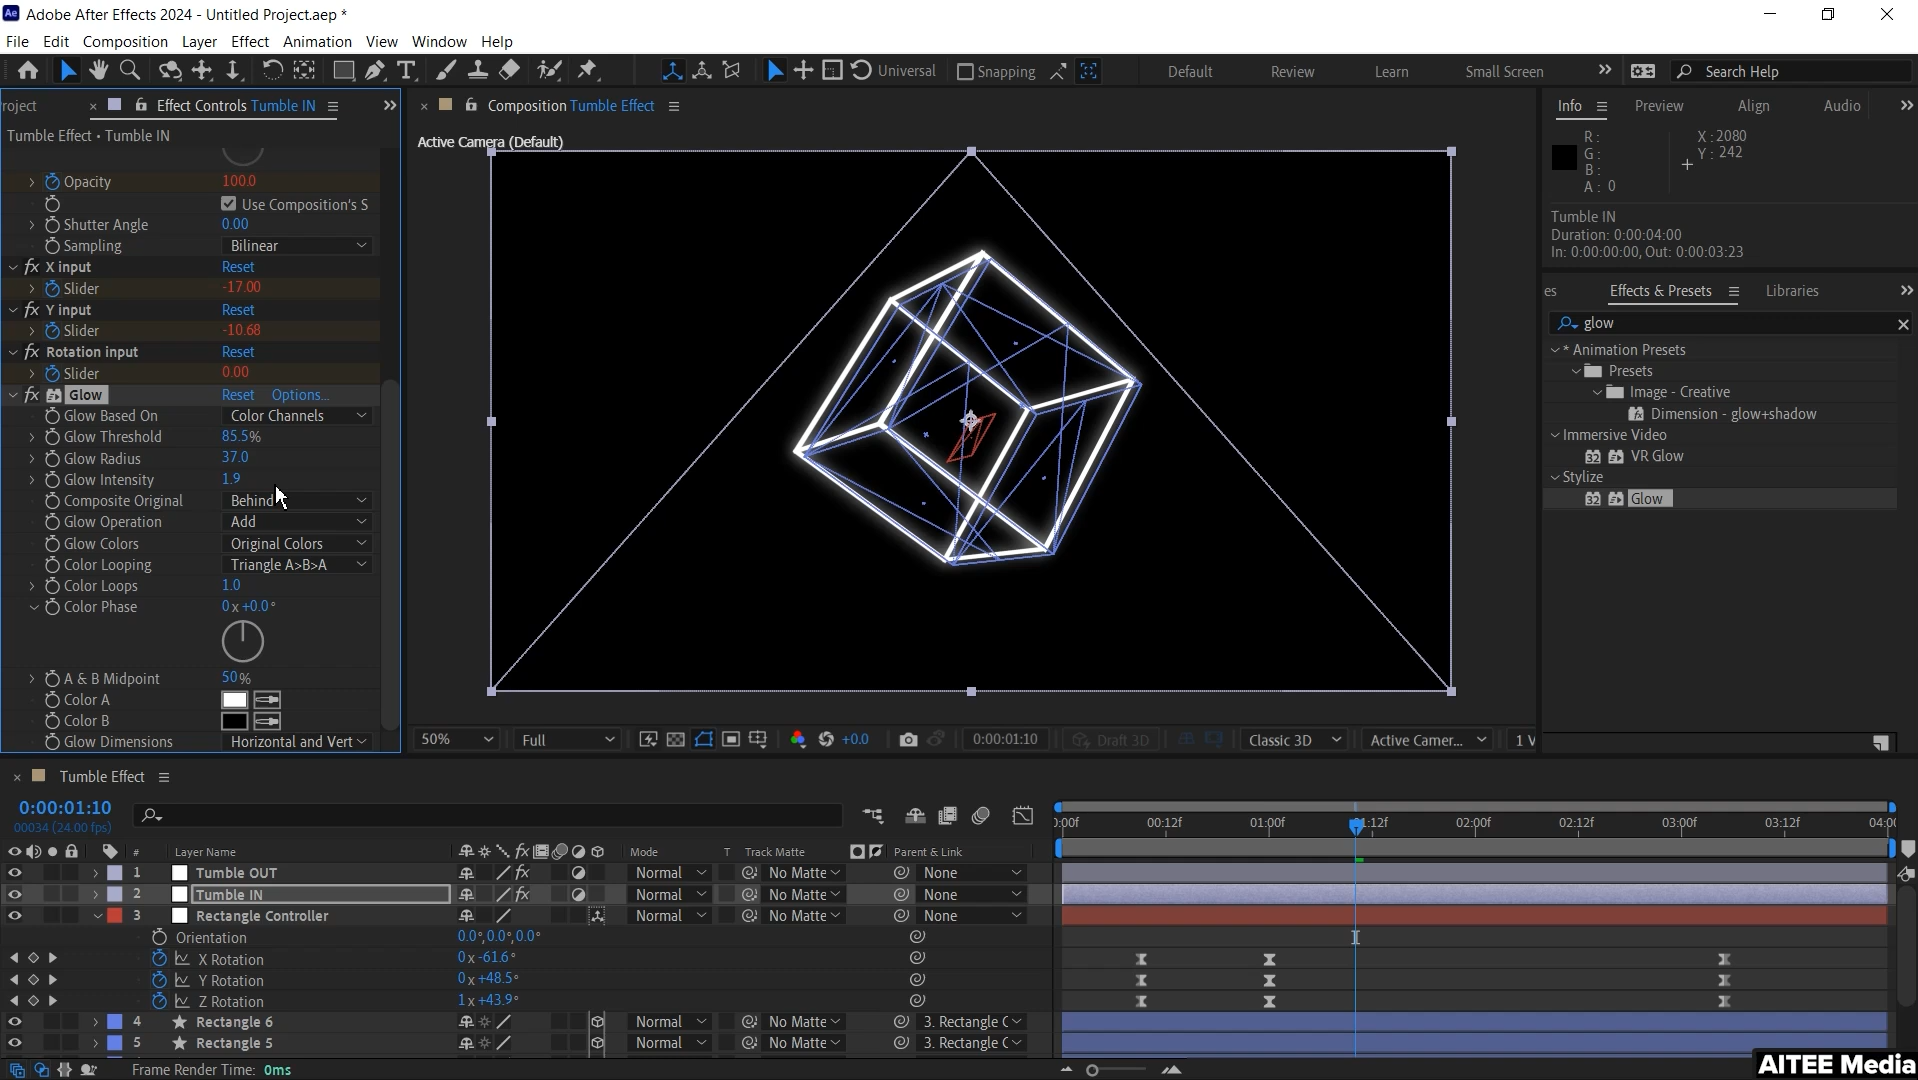 Adobe After Effects 2024 - Untitled Project.aep *
File Edit Composition Layer Effect Animation View Window Help
Universal Snapping Default Review Learn Small Screen Search Help
roject Effect Controls Tumble IN
Tumble Effect • Tumble IN
Opacity 100.0
Use Composition's S
Shutter Angle 0.00
Sampling Bilinear
fx X input Reset
Slider -17.00
fx Y input Reset
Slider -10.68
fx Rotation input Reset
Slider 0.00
fx Glow Reset Options...
Glow Based On Color Channels
Glow Threshold 85.5%
Glow Radius 37.0
Glow Intensity 1.9
Composite Original Behind
Glow Operation Add
Glow Colors Original Colors
Color Looping Triangle A>B>A
Color Loops 1.0
Color Phase 0x+0.0°
A & B Midpoint 50%
Color A
Color B
Glow Dimensions Horizontal and Vert
Composition Tumble Effect
Active Camera (Default)
50% Full +0.0 0:00:01:10 Draft 3D Classic 3D Active Camer... 1 V
Info Preview Align Audio
R: X: 2080
G: Y: 242
B:
A: 0
Tumble IN
Duration: 0:00:04:00
In: 0:00:00:00, Out: 0:00:03:23
es Effects & Presets Libraries
glow
* Animation Presets
Presets
Image - Creative
Dimension - glow+shadow
Immersive Video
32 VR Glow
Stylize
32 Glow
Tumble Effect
0:00:01:10
00034 (24.00 fps)
:00f 00:12f 01:00f 01:12f 02:00f 02:12f 03:00f 03:12f 04:00
# Layer Name fx Mode T Track Matte Parent & Link
1 Tumble OUT fx Normal No Matte None
2 Tumble IN fx Normal No Matte None
3 Rectangle Controller Normal No Matte None
Orientation 0.0°,0.0°,0.0°
X Rotation 0x-61.6°
Y Rotation 0x+48.5°
Z Rotation 1x+43.9°
4 Rectangle 6 Normal No Matte 3. Rectangle C
5 Rectangle 5 Normal No Matte 3. Rectangle C
Frame Render Time: 0ms
AITEE Media